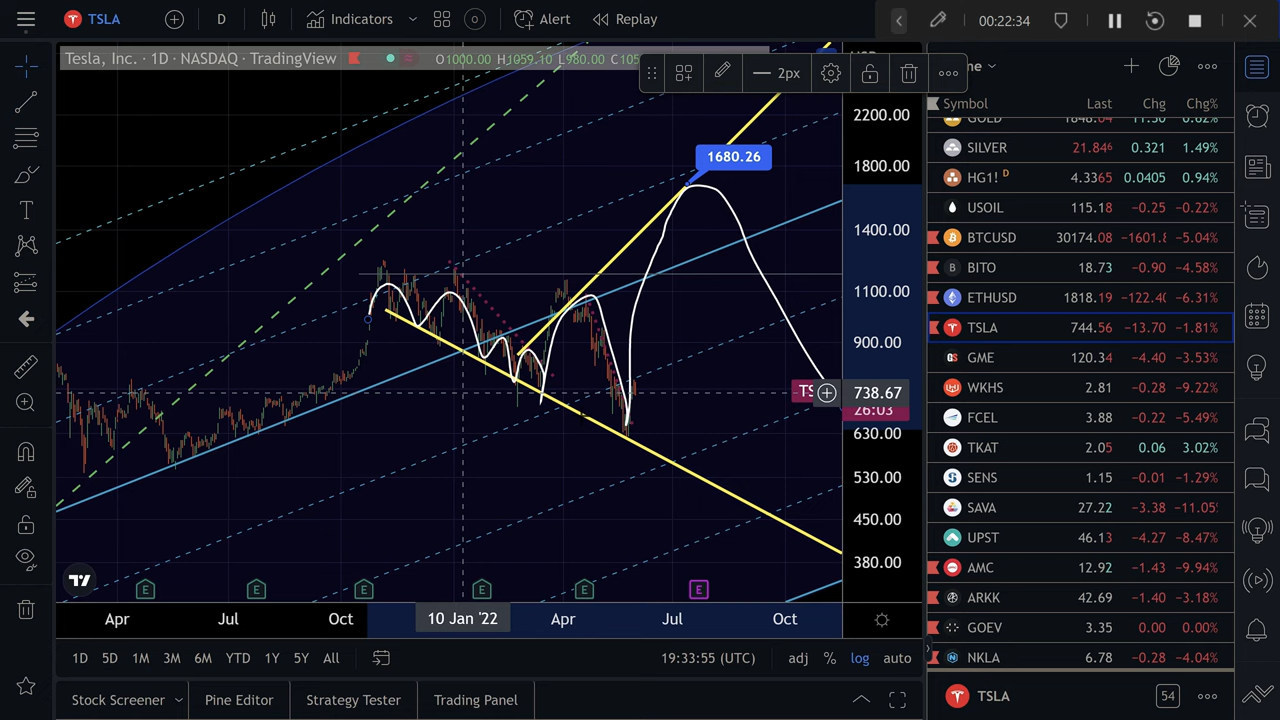 TSLA D Indicators Alert Replay 00:22:34
Tesla, Inc. · 1D · NASDAQ · TradingView O1000.00 H1059.10 L980.00
2px
Symbol Last Chg Chg%
2200.00
1800.00
1400.00
1100.00
900.00
738.67
26:03
630.00
530.00
450.00
380.00
1680.26
SILVER 21.846 0.321 1.49%
HG1! D 4.3365 0.0405 0.94%
USOIL 115.18 -0.25 -0.22%
BTCUSD 30174.08 -1601.8 -5.04%
BITO 18.73 -0.90 -4.58%
ETHUSD 1818.19 -122.4 -6.31%
TSLA 744.56 -13.70 -1.81%
GME 120.34 -4.40 -3.53%
WKHS 2.81 -0.28 -9.22%
FCEL 3.88 -0.22 -5.49%
TKAT 2.05 0.06 3.02%
SENS 1.15 -0.01 -1.29%
SAVA 27.22 -3.38 -11.05
UPST 46.13 -4.27 -8.47%
AMC 12.92 -1.43 -9.94%
ARKK 42.69 -1.40 -3.18%
GOEV 3.35 0.00 0.00%
NKLA 6.78 -0.28 -4.04%
E E E E E E
Apr Jul Oct 10 Jan '22 Apr Jul Oct
1D 5D 1M 3M 6M YTD 1Y 5Y All 19:33:55 (UTC) adj % log auto
Stock Screener Pine Editor Strategy Tester Trading Panel
TSLA 54